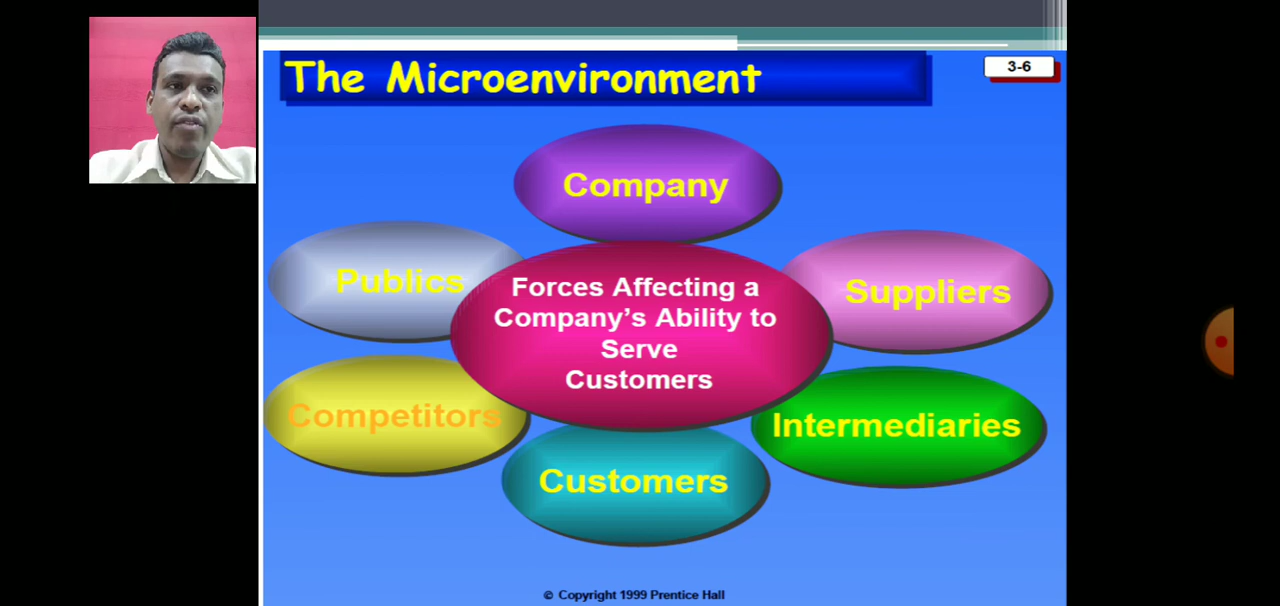 The Microenvironment
3-6
Company
Publics
Suppliers
Forces Affecting a
Company’s Ability to
Serve
Customers
Competitors
Intermediaries
Customers
© Copyright 1999 Prentice Hall